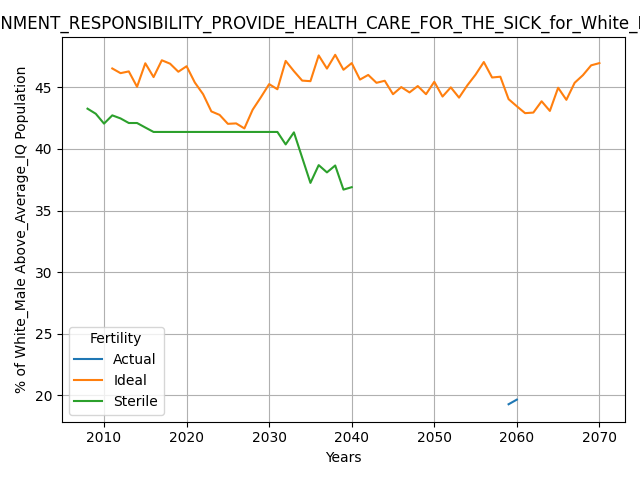 NMENT_RESPONSIBILITY_PROVIDE_HEALTH_CARE_FOR_THE_SICK_for_White_
% of White_Male Above_Average_IQ Population
45
40
35
30
25
20
Fertility
Actual
Ideal
Sterile
2010 2020 2030 2040 2050 2060 2070
Years